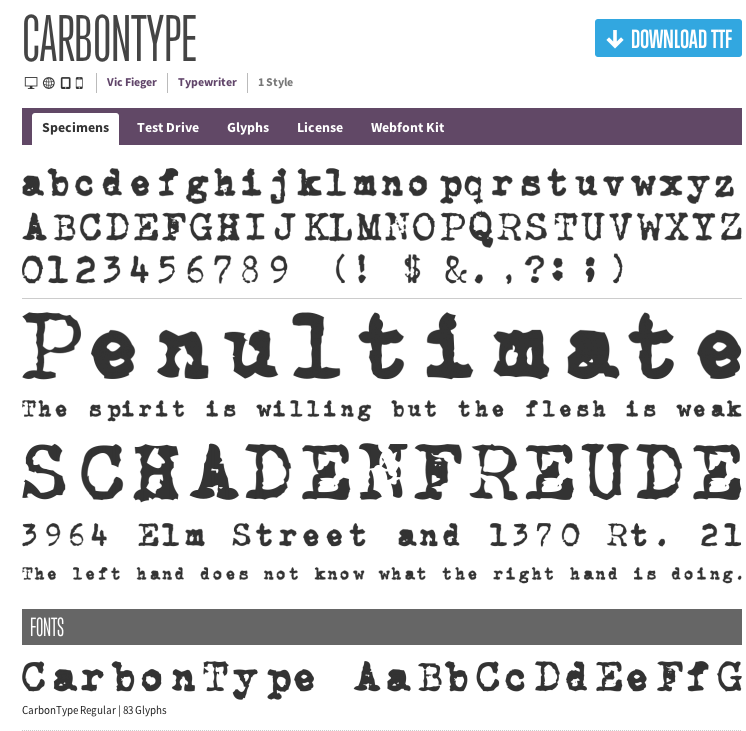 CARBONTYPE
DOWNLOAD TTF
Vic Fieger Typewriter 1 Style
Specimens Test Drive Glyphs License Webfont Kit
abcdefghijklmnopqrstuvwxyz
ABCDEFGHIJKLMNOPQRSTUVWXYZ
0123456789 (! $ &.,?:;)
Penultimate
The spirit is willing but the flesh is weak
SCHADENFREUDE
3964 Elm Street and 1370 Rt. 21
The left hand does not know what the right hand is doing.
FONTS
CarbonType AaBbCcDdEeFfG
CarbonType Regular | 83 Glyphs